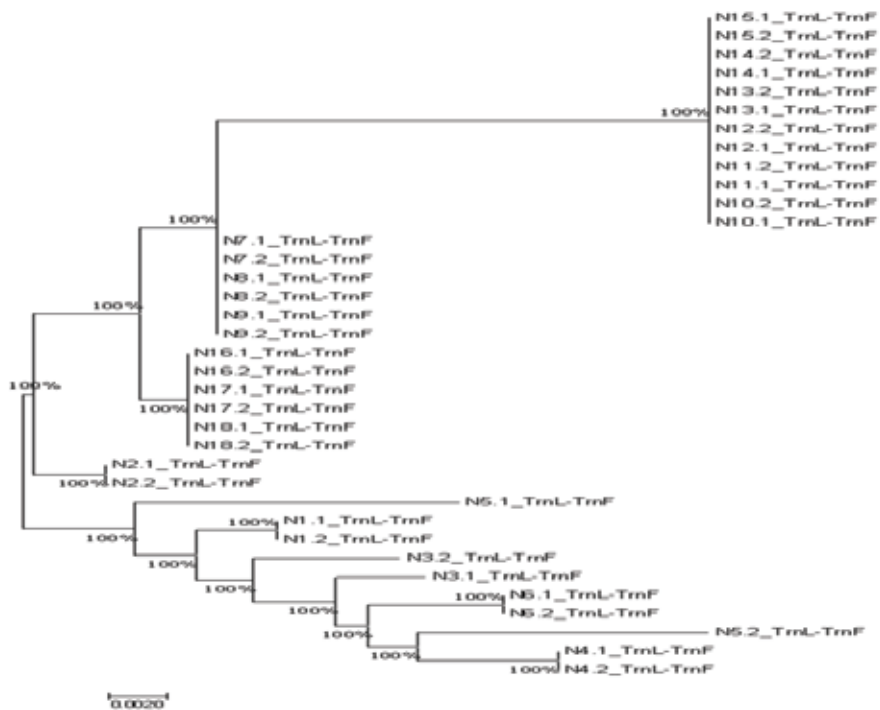 N15.1_TrnL-TrnF
N15.2_TrnL-TrnF
N14.2_TrnL-TrnF
N14.1_TrnL-TrnF
N13.2_TrnL-TrnF
100% N13.1_TrnL-TrnF
N12.2_TrnL-TrnF
N12.1_TrnL-TrnF
N11.2_TrnL-TrnF
N11.1_TrnL-TrnF
N10.2_TrnL-TrnF
N10.1_TrnL-TrnF
100%
N7.1_TrnL-TrnF
N7.2_TrnL-TrnF
N8.1_TrnL-TrnF
N8.2_TrnL-TrnF
100% N9.1_TrnL-TrnF
N9.2_TrnL-TrnF
N16.1_TrnL-TrnF
N16.2_TrnL-TrnF
100% N17.1_TrnL-TrnF
100% N17.2_TrnL-TrnF
N18.1_TrnL-TrnF
N18.2_TrnL-TrnF
N2.1_TrnL-TrnF
100% N2.2_TrnL-TrnF
N5.1_TrnL-TrnF
100% N1.1_TrnL-TrnF
100% N1.2_TrnL-TrnF
100% N3.2_TrnL-TrnF
N3.1_TrnL-TrnF
100%
100% N6.1_TrnL-TrnF
100% N6.2_TrnL-TrnF
100% N5.2_TrnL-TrnF
100% N4.1_TrnL-TrnF
100% N4.2_TrnL-TrnF
0.0020